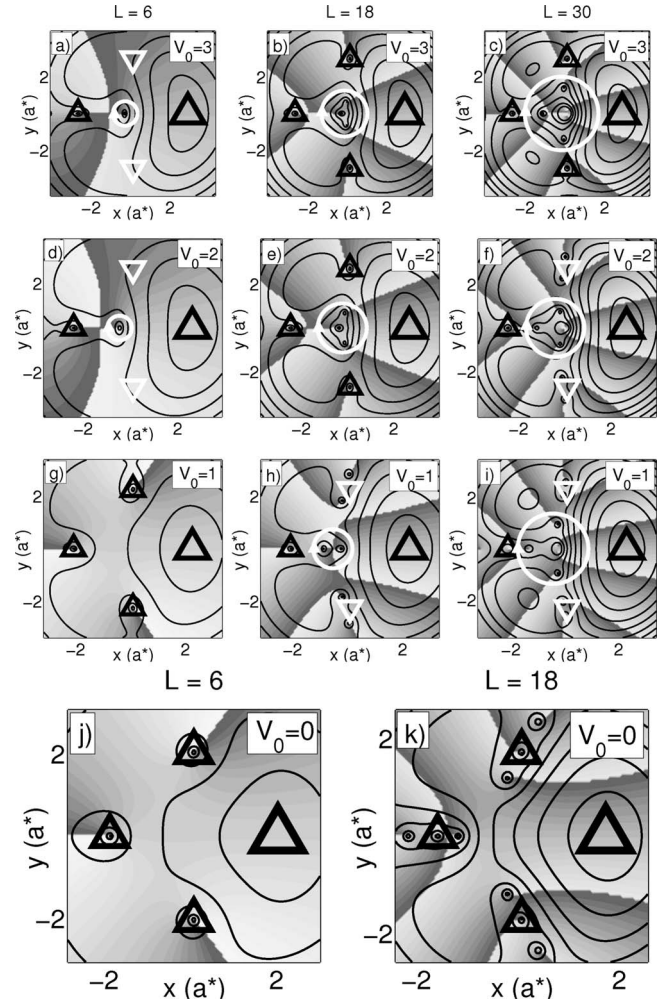 L = 6 L = 18 L = 30
a) V₀=3 b) V₀=3 c) V₀=3
y (a*) 2 -2 2 -2 2 -2
-2 2 -2 2 -2 2
x (a*) x (a*) x (a*)
d) V₀=2 e) V₀=2 f) V₀=2
y (a*) 2 -2 2 -2 2 -2
-2 2 -2 2 -2 2
x (a*) x (a*) x (a*)
g) V₀=1 h) V₀=1 i) V₀=1
y (a*) 2 -2 2 -2 2 -2
-2 2 -2 2 -2 2
x (a*) x (a*) x (a*)
L = 6 L = 18
j) V₀=0 k) V₀=0
y (a*) 2 -2 y (a*) 2 -2
-2 2 -2 2
x (a*) x (a*)